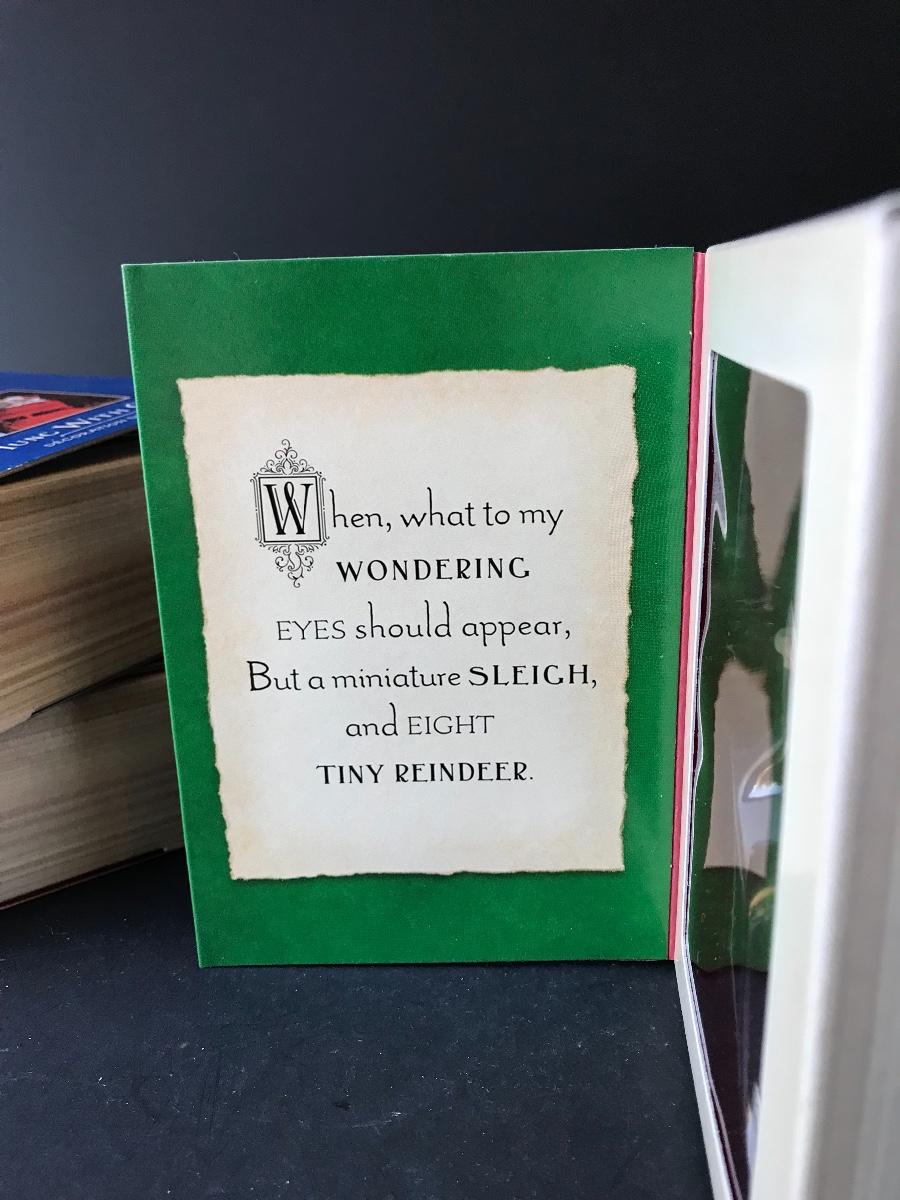 When, what to my
WONDERING
EYES should appear,
But a miniature SLEIGH,
and EIGHT
TINY REINDEER.